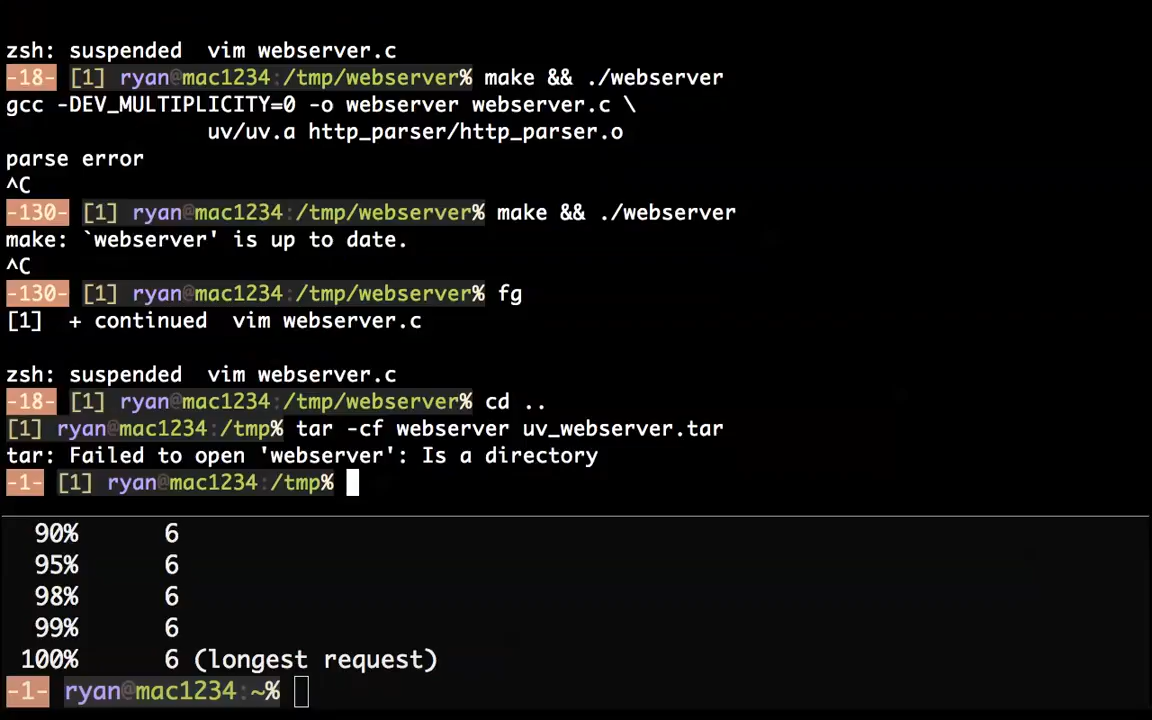 zsh: suspended  vim webserver.c
-18- [1] ryan@mac1234:/tmp/webserver% make && ./webserver
gcc -DEV_MULTIPLICITY=0 -o webserver webserver.c \
                uv/uv.a http_parser/http_parser.o
parse error
^C
-130- [1] ryan@mac1234:/tmp/webserver% make && ./webserver
make: `webserver' is up to date.
^C
-130- [1] ryan@mac1234:/tmp/webserver% fg
[1]  + continued  vim webserver.c
zsh: suspended  vim webserver.c
-18- [1] ryan@mac1234:/tmp/webserver% cd ..
[1] ryan@mac1234:/tmp% tar -cf webserver uv_webserver.tar
tar: Failed to open 'webserver': Is a directory
-1- [1] ryan@mac1234:/tmp%
90%      6
95%      6
98%      6
99%      6
100%      6 (longest request)
-1- ryan@mac1234:~%